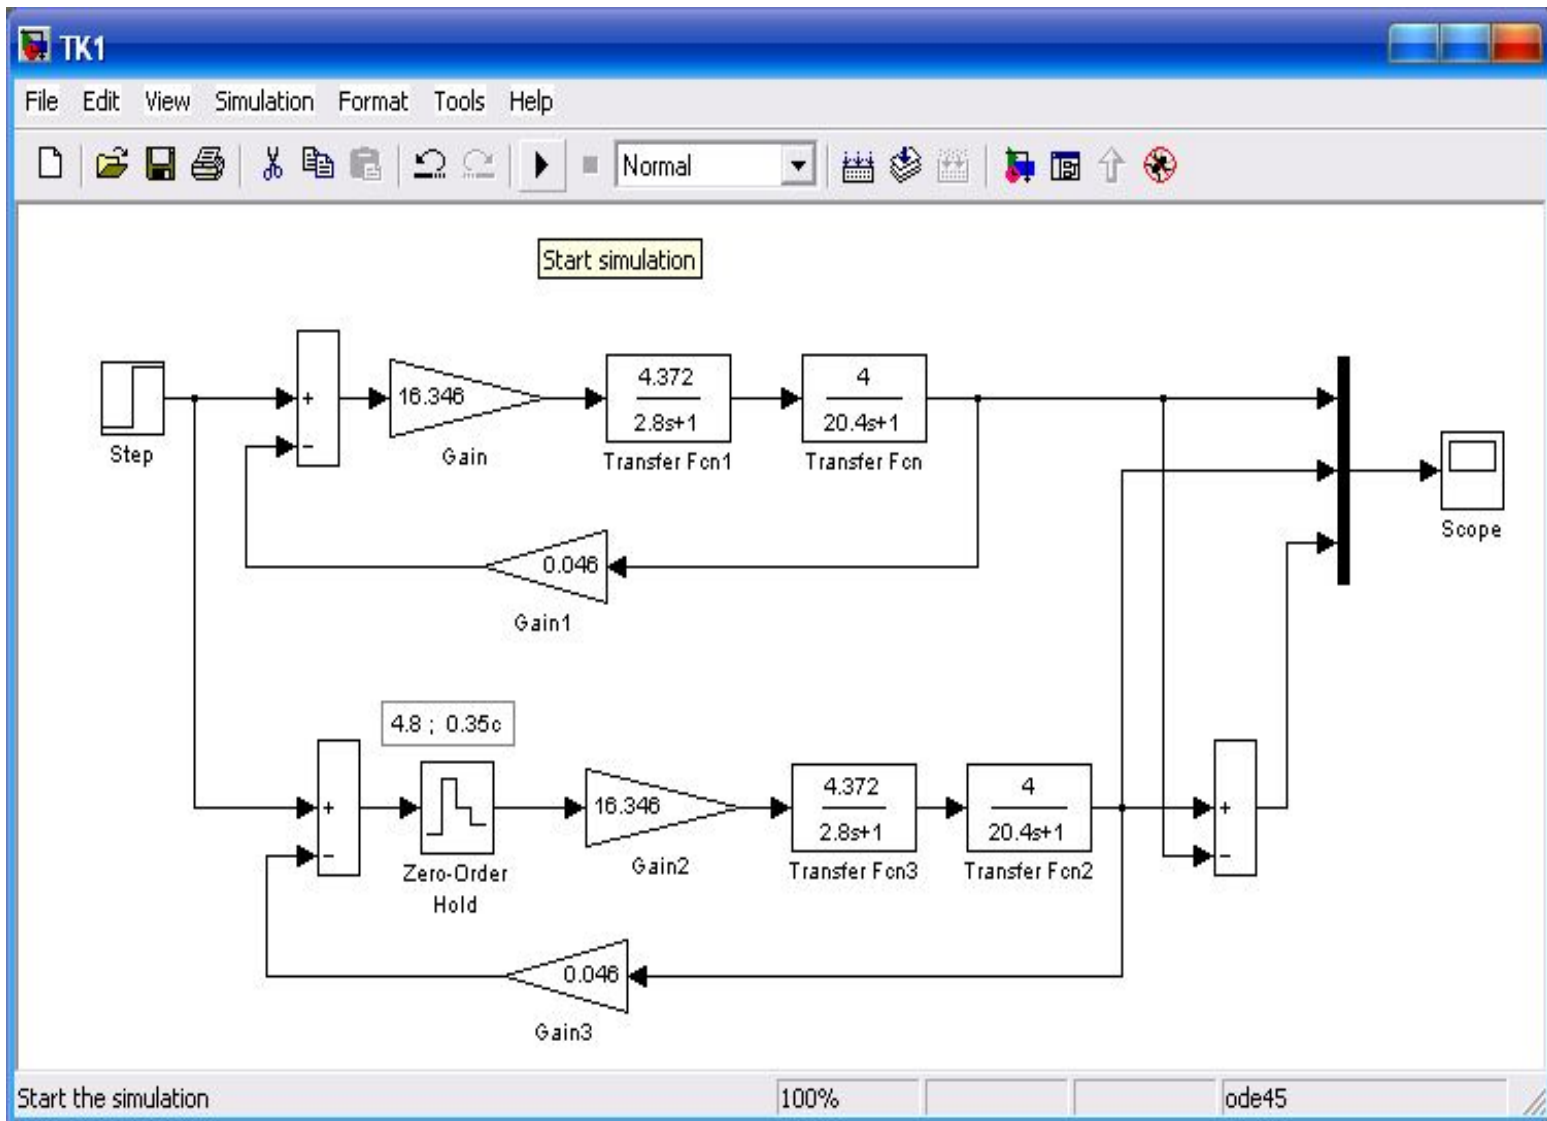 TK1
File Edit View Simulation Format Tools Help
Normal
Start simulation
Step
+
−
16.346
Gain
4.372
2.8s+1
Transfer Fcn1
4
20.4s+1
Transfer Fcn
Scope
0.046
Gain1
4.8 ; 0.35c
+
−
Zero-Order
Hold
16.346
Gain2
4.372
2.8s+1
Transfer Fcn3
4
20.4s+1
Transfer Fcn2
+
−
0.046
Gain3
Start the simulation 100% ode45